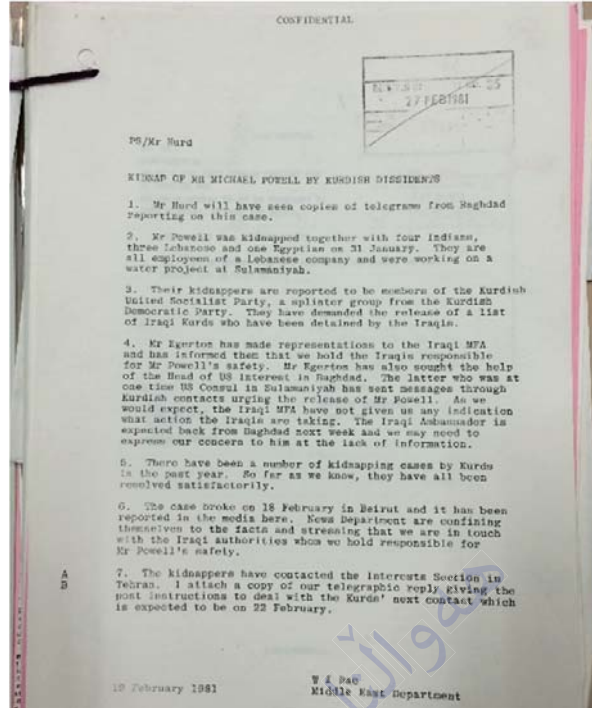 CONFIDENTIAL
27 FEB 1981
PS/Mr Hurd
KIDNAP OF MR MICHAEL POWELL BY KURDISH DISSIDENTS
1. Mr Hurd will have seen copies of telegrams from Baghdad
reporting on this case.
2. Mr Powell was kidnapped together with four Indians,
three Lebanese and one Egyptian on 31 January. They are
all employees of a Lebanese company and were working on a
water project at Sulamaniyah.
3. Their kidnappers are reported to be members of the Kurdish
United Socialist Party, a splinter group from the Kurdish
Democratic Party. They have demanded the release of a list
of Iraqi Kurds who have been detained by the Iraqis.
4. Mr Egerton has made representations to the Iraqi MFA
and has informed them that we hold the Iraqis responsible
for Mr Powell's safety. Mr Egerton has also sought the help
of the Head of US Interest in Baghdad. The latter who was at
one time US Consul in Sulamaniyah has sent messages through
Kurdish contacts urging the release of Mr Powell. As we
would expect, the Iraqi MFA have not given us any indication
what action the Iraqis are taking. The Iraqi Ambassador is
expected back from Baghdad next week and we may need to
express our concern to him at the lack of information.
5. There have been a number of kidnapping cases by Kurds
in the past year. So far as we know, they have all been
resolved satisfactorily.
6. The case broke on 18 February in Beirut and it has been
reported in the media here. News Department are confining
themselves to the facts and stressing that we are in touch
with the Iraqi authorities whom we hold responsible for
Mr Powell's safety.
A
B
7. The kidnappers have contacted the Interests Section in
Tehran. I attach a copy of our telegraphic reply giving the
post instructions to deal with the Kurds' next contact which
is expected to be on 22 February.
19 February 1981
Middle East Department